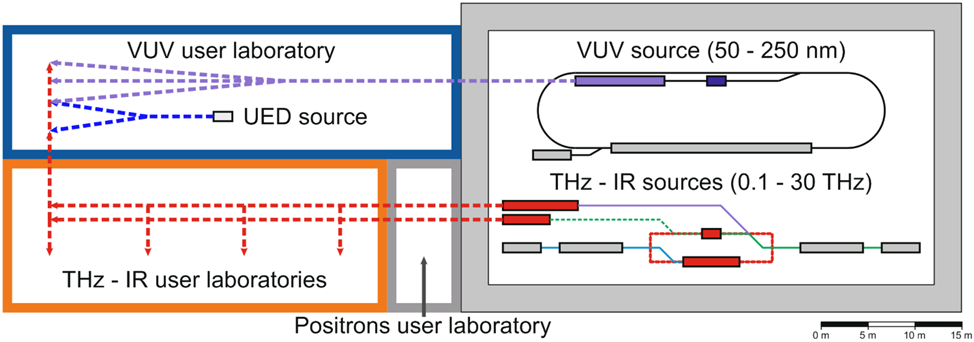 VUV user laboratory
VUV source (50 - 250 nm)
UED source
THz - IR sources (0.1 - 30 THz)
THz - IR user laboratories
Positrons user laboratory
0 m 5 m 10 m 15 m